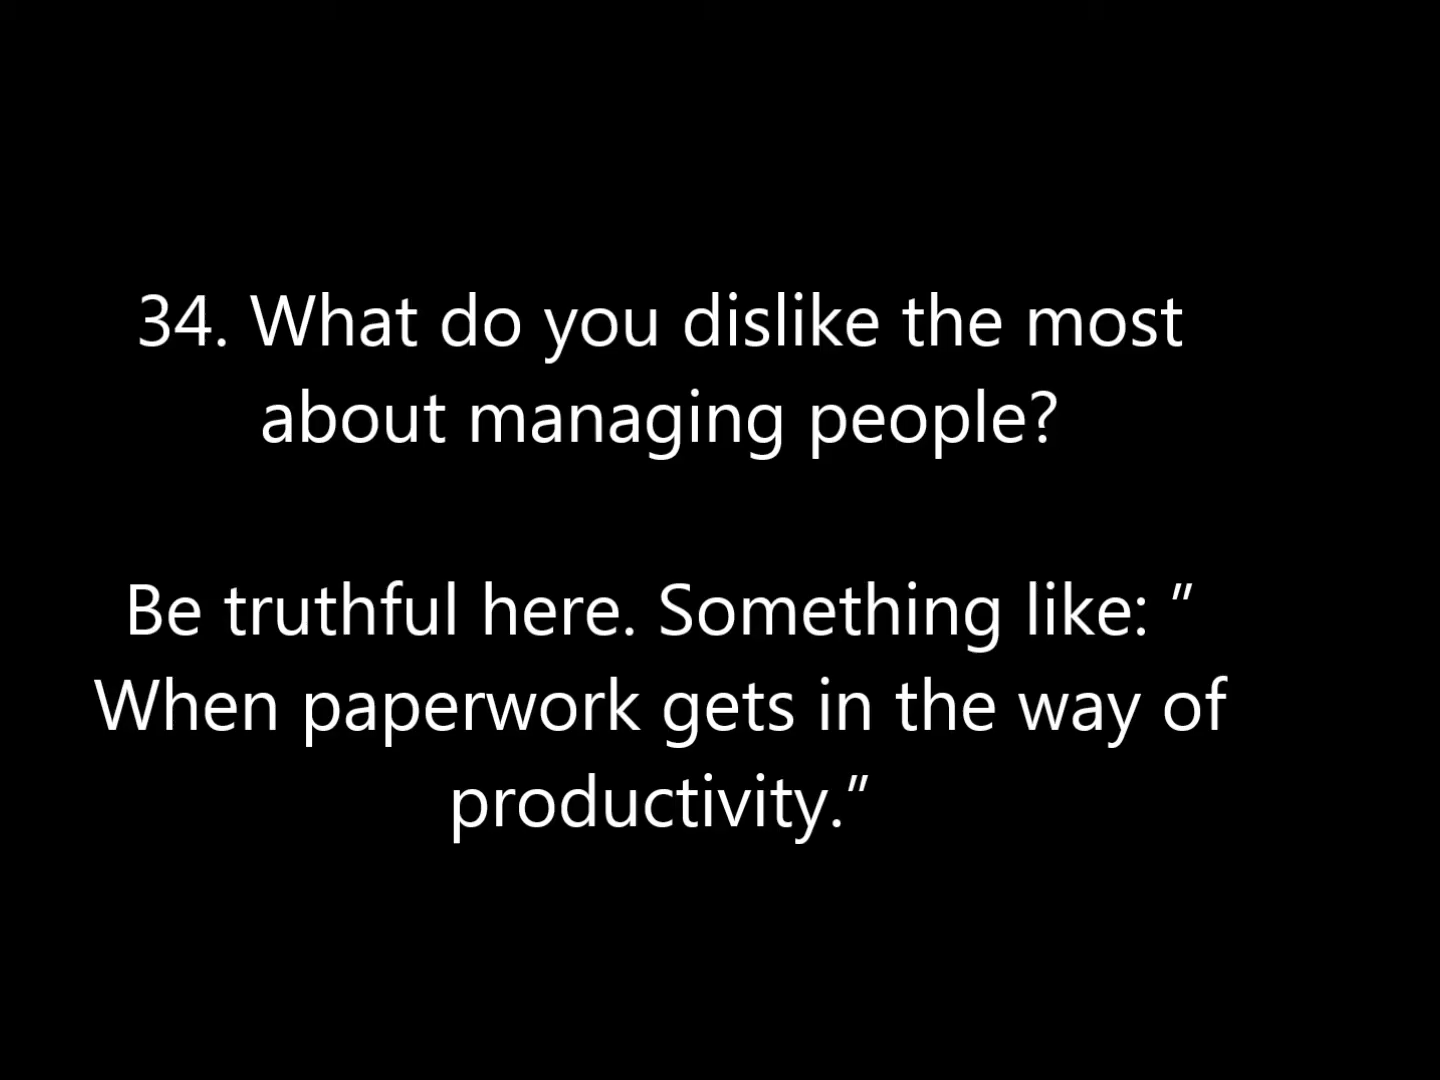 34. What do you dislike the most
about managing people?
Be truthful here. Something like: ”
When paperwork gets in the way of
productivity.”